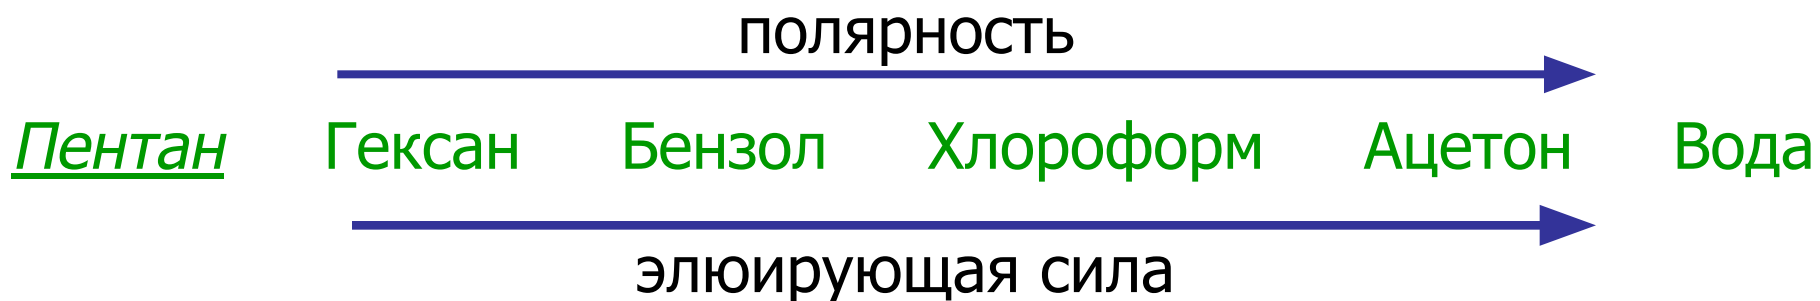 полярность
Пентан Гексан Бензол Хлороформ Ацетон Вода
элюирующая сила